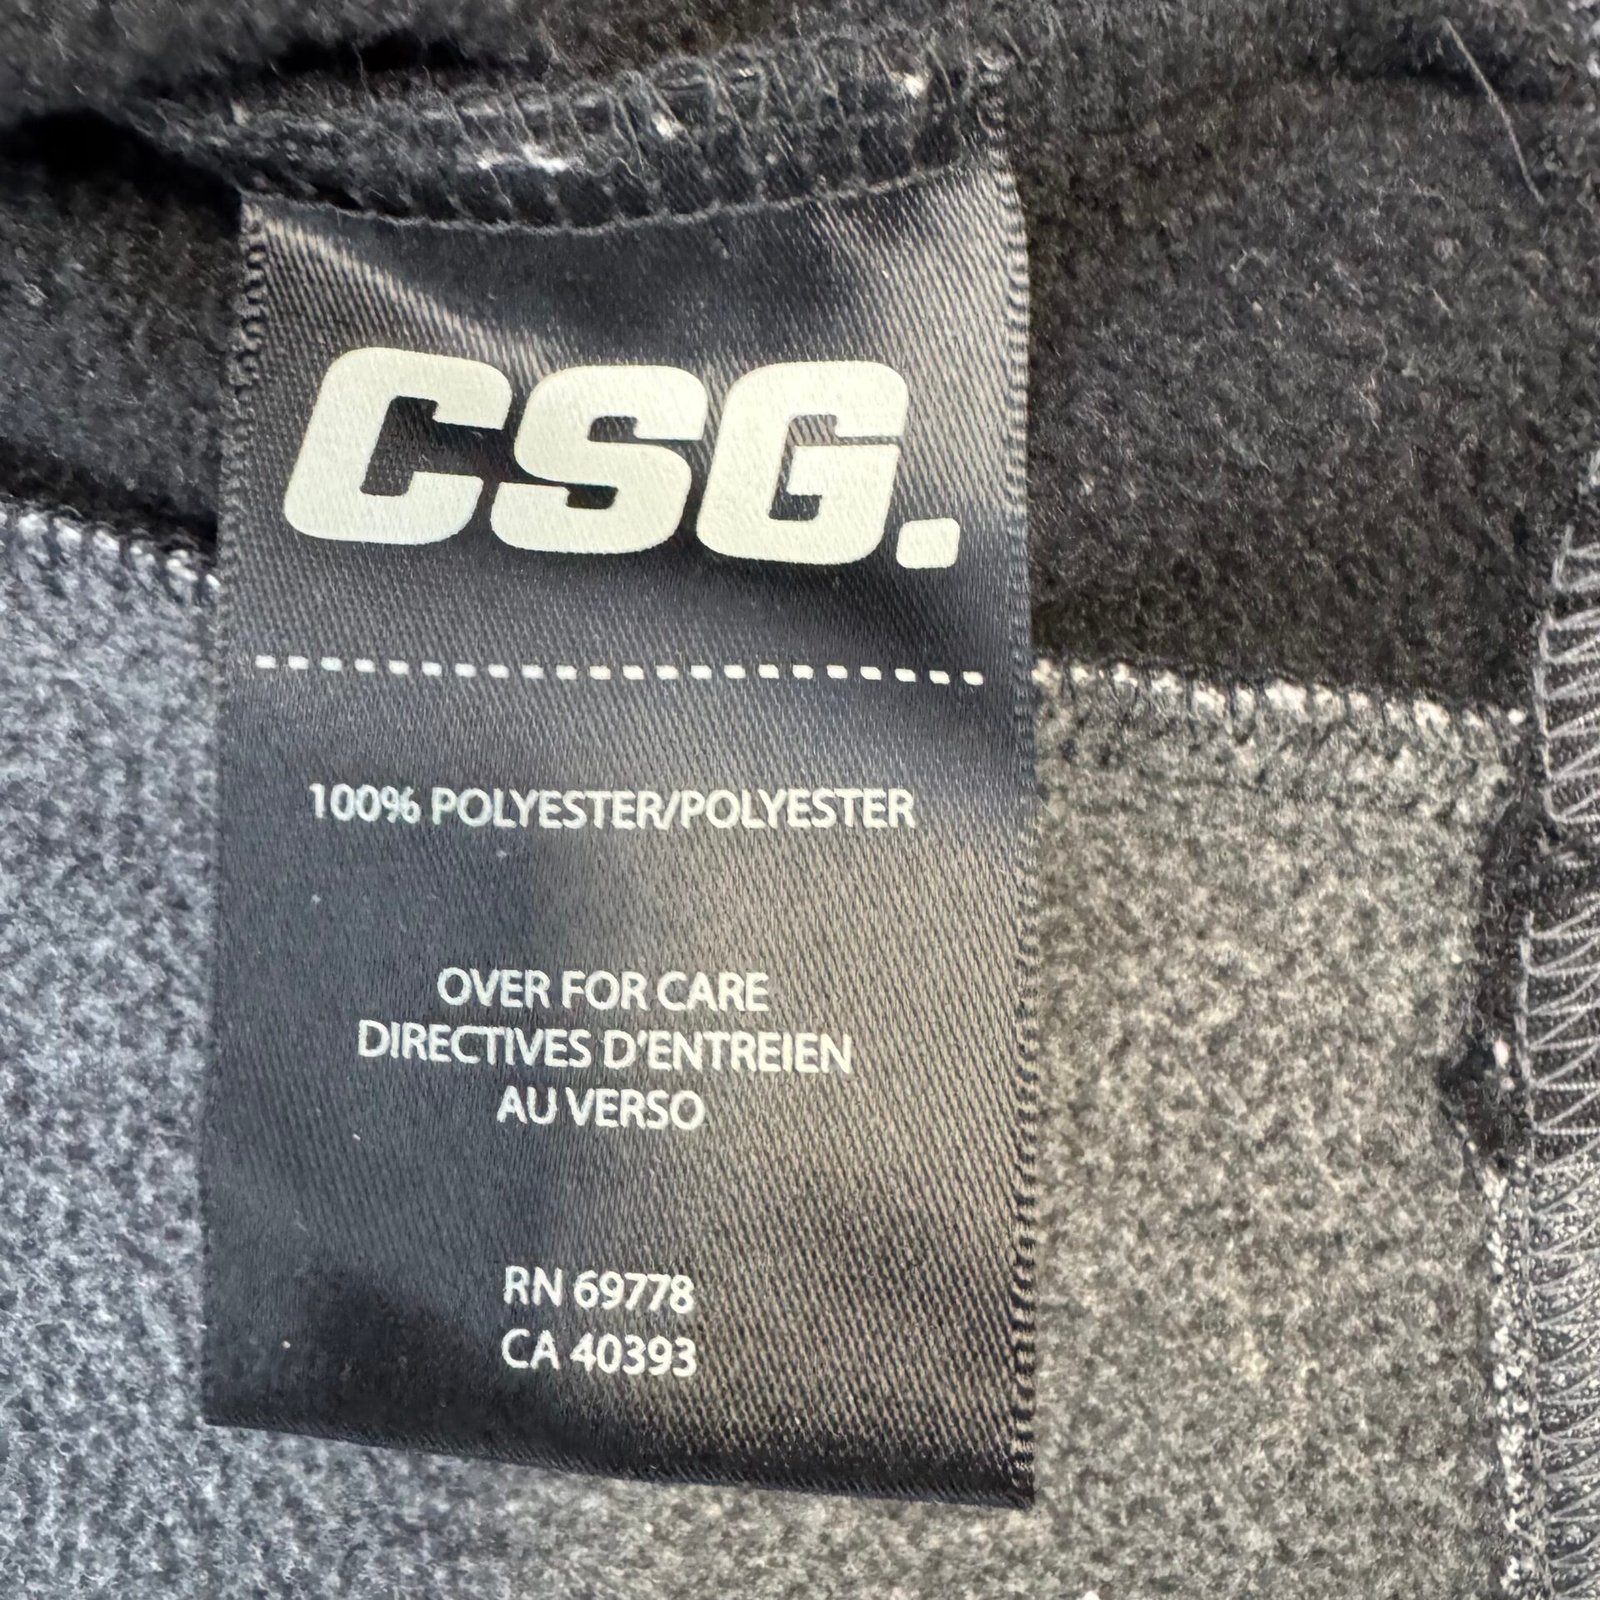 CSG.
100% POLYESTER/POLYESTER
OVER FOR CARE
DIRECTIVES D'ENTREIEN
AU VERSO
RN 69778
CA 40393